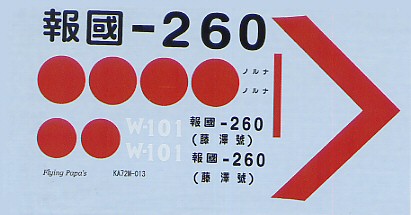 報國-260
ノルナ
ノルナ
W-101
報國-260
(藤澤號)
W-101
報國-260
(藤澤號)
Flying Papa's
KA72M-013